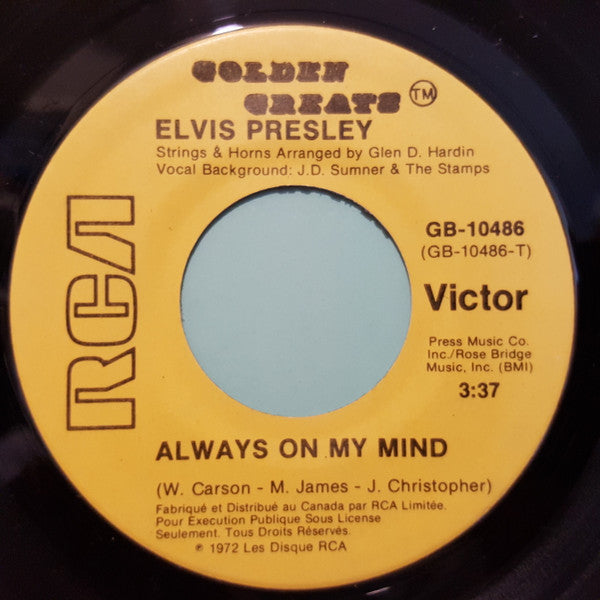 GOLDEN
GREATS TM
ELVIS PRESLEY
Strings & Horns Arranged by Glen D. Hardin
Vocal Background: J.D. Sumner & The Stamps
RCA
GB-10486
(GB-10486-T)
Victor
Press Music Co.
Inc./Rose Bridge
Music, Inc. (BMI)
3:37
ALWAYS ON MY MIND
(W. Carson - M. James - J. Christopher)
Fabriqué et Distribué au Canada par RCA Limitée.
Pour Execution Publique Sous License
Seulement. Tous Droits Réservés.
℗ 1972 Les Disque RCA